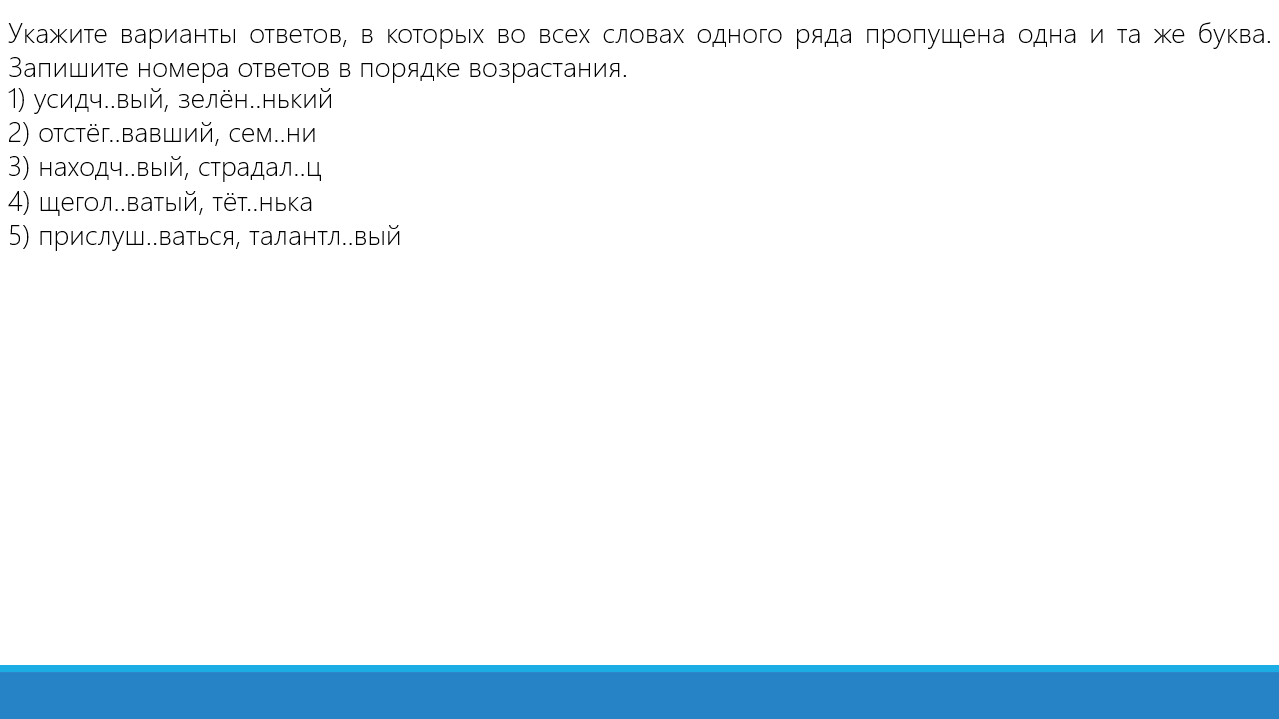 Укажите варианты ответов, в которых во всех словах одного ряда пропущена одна и та же буква.
Запишите номера ответов в порядке возрастания.
1) усидч..вый, зелён..нький
2) отстёг..вавший, сем..ни
3) находч..вый, страдал..ц
4) щегол..ватый, тёт..нька
5) прислуш..ваться, талантл..вый